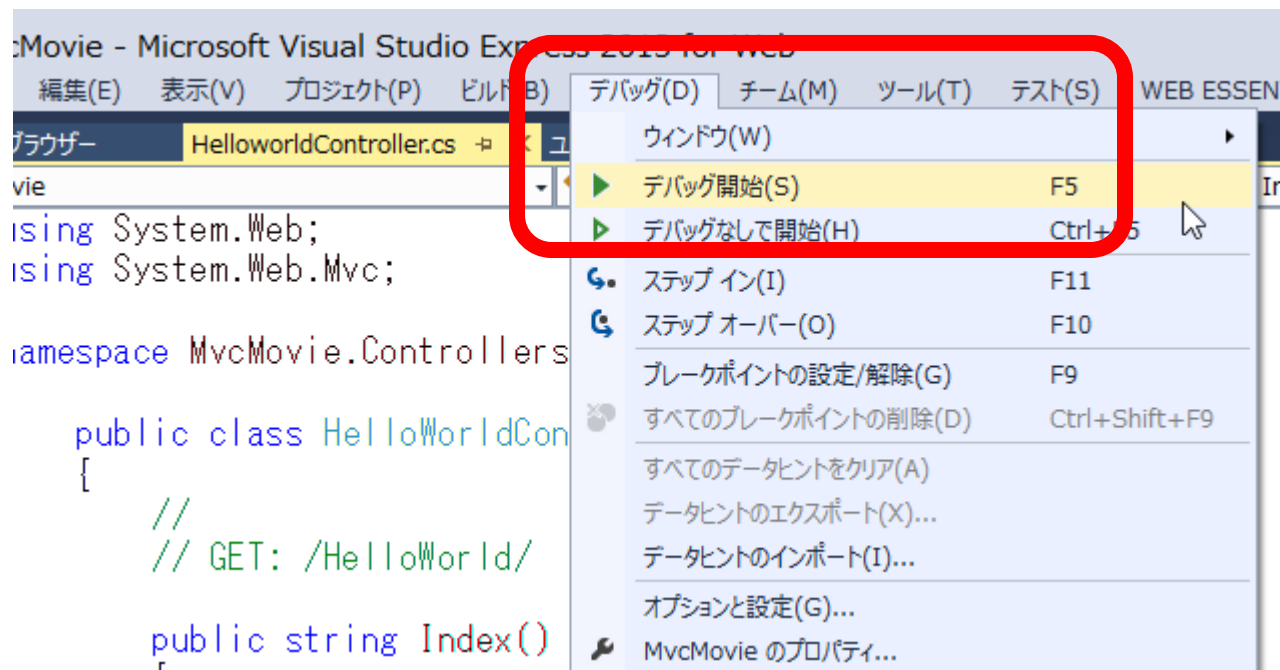 cMovie - Microsoft Visual Studio Express 2013 for Web
編集(E) 表示(V) プロジェクト(P) ビルド(B) デバッグ(D) チーム(M) ツール(T) テスト(S) WEB ESSEN
ブラウザー HelloworldController.cs
vie
using System.Web;
using System.Web.Mvc;
namespace MvcMovie.Controllers
public class HelloWorldCon
{
//
// GET: /HelloWorld/
public string Index()
ウィンドウ(W)
デバッグ開始(S) F5
デバッグなしで開始(H) Ctrl+F5
ステップ イン(I) F11
ステップ オーバー(O) F10
ブレークポイントの設定/解除(G) F9
すべてのブレークポイントの削除(D) Ctrl+Shift+F9
すべてのデータヒントをクリア(A)
データヒントのエクスポート(X)...
データヒントのインポート(I)...
オプションと設定(G)...
MvcMovie のプロパティ...